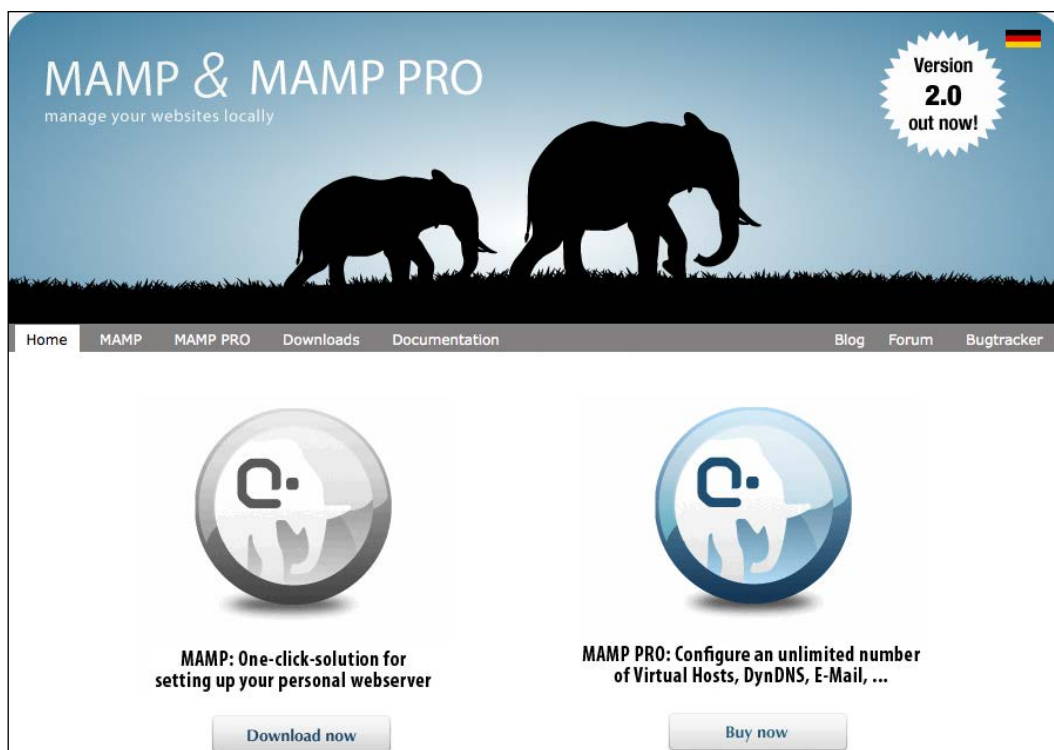 MAMP & MAMP PRO
manage your websites locally
Version
2.0
out now!
Home MAMP MAMP PRO Downloads Documentation Blog Forum Bugtracker
MAMP: One-click-solution for
setting up your personal webserver
Download now
MAMP PRO: Configure an unlimited number
of Virtual Hosts, DynDNS, E-Mail, ...
Buy now